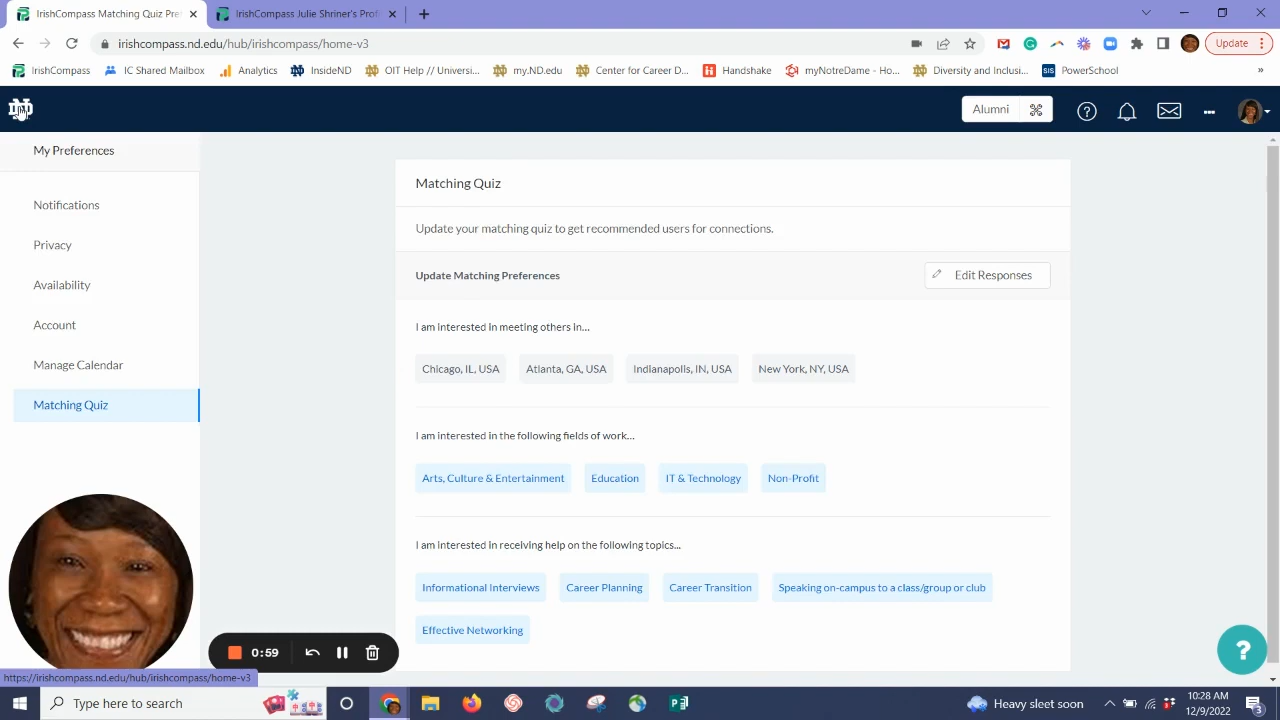 IrishCompass Matching Quiz Pre
IrishCompass Julie Shriner's Prof
irishcompass.nd.edu/hub/irishcompass/home-v3
Update
IrishCompass
IC Shared Mailbox
Analytics
InsideND
OIT Help // Universi...
my.ND.edu
Center for Career D...
Handshake
myNotreDame - Ho...
Diversity and Inclusi...
SIS
PowerSchool
»
Alumni
My Preferences
Notifications
Privacy
Availability
Account
Manage Calendar
Matching Quiz
Matching Quiz
Update your matching quiz to get recommended users for connections.
Update Matching Preferences
Edit Responses
I am interested in meeting others in...
Chicago, IL, USA Atlanta, GA, USA Indianapolis, IN, USA New York, NY, USA
I am interested in the following fields of work...
Arts, Culture & Entertainment Education IT & Technology Non-Profit
I am interested in receiving help on the following topics...
Informational Interviews Career Planning Career Transition Speaking on-campus to a class/group or club
Effective Networking
0:59
?
https://irishcompass.nd.edu/hub/irishcompass/home-v3
Type here to search
Heavy sleet soon
10:28 AM
12/9/2022
3